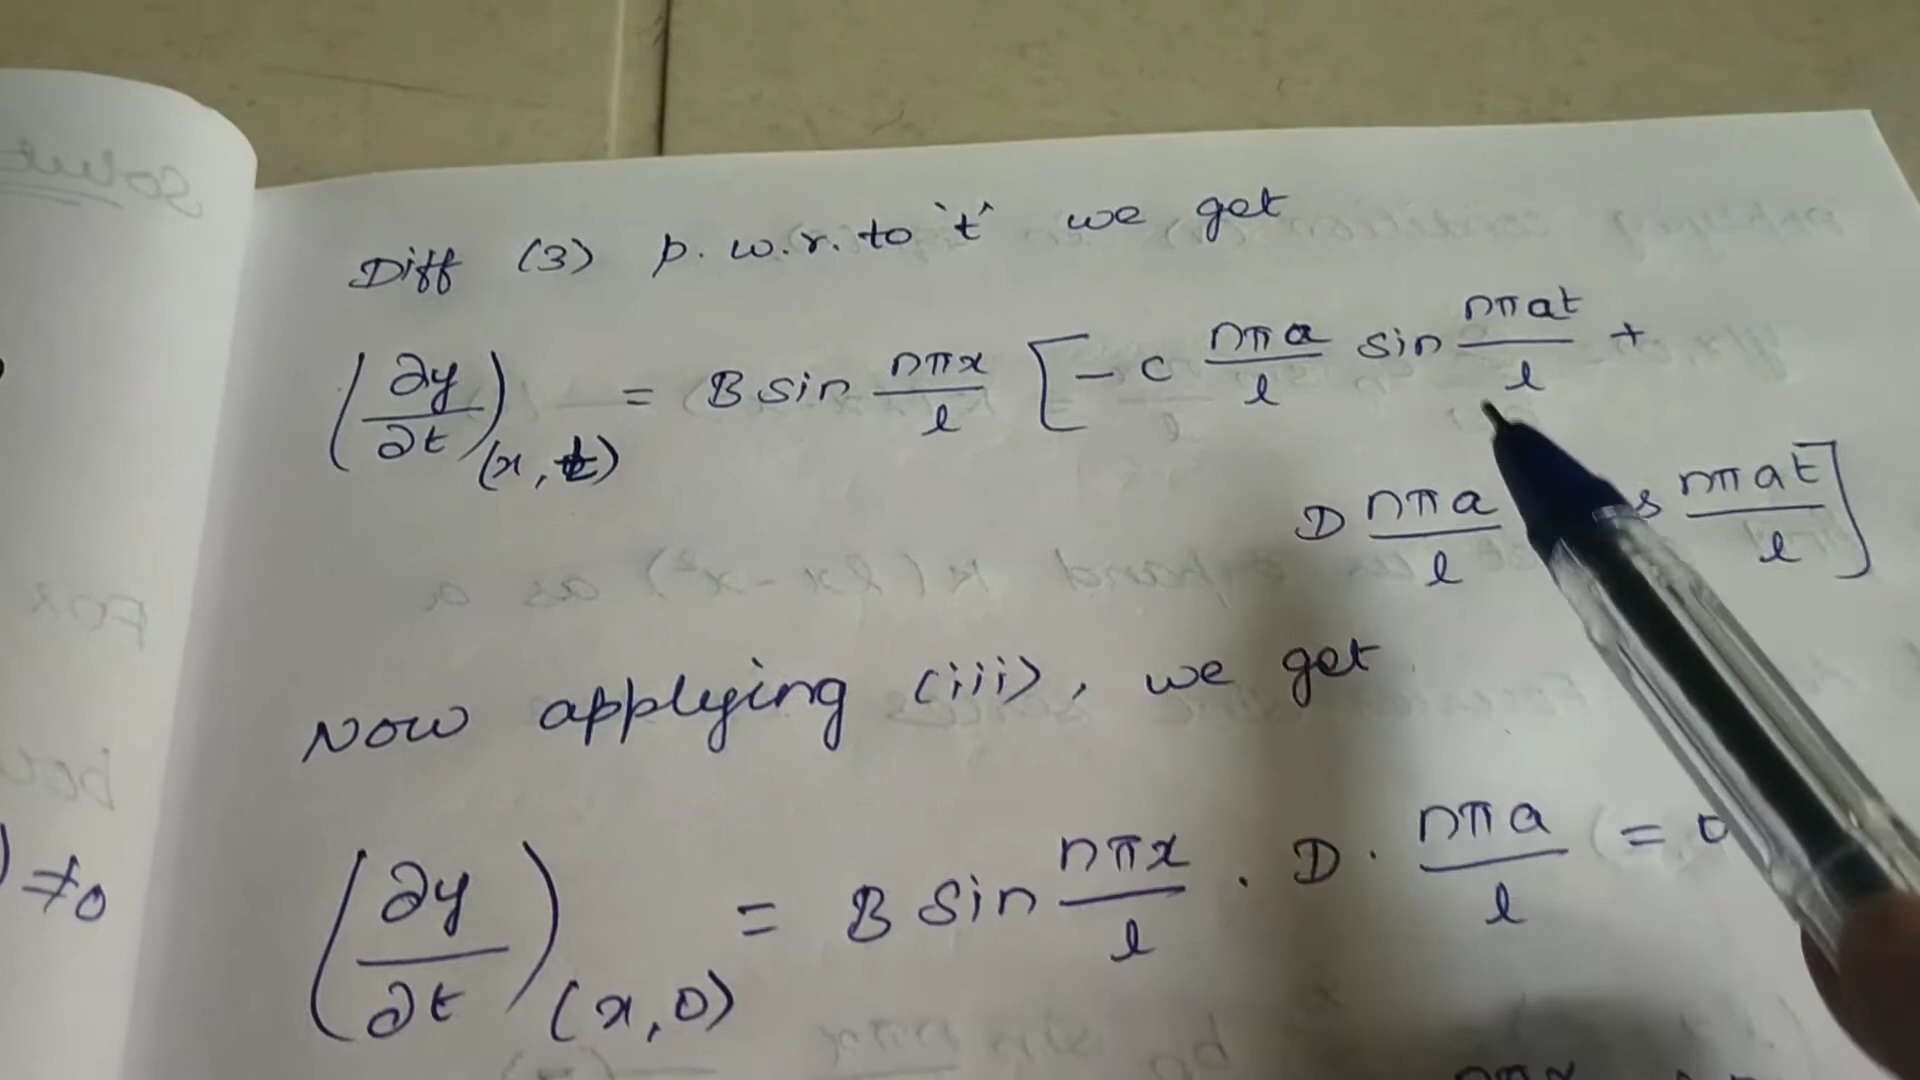 Diff (3) p. w.r. to 't' we get
(∂y/∂t)(x, t) = B sin nπx/l [- c nπa/l sin nπat/l +
D nπa/l s nπat/l]
Now applying (iii), we get
(∂y/∂t)(x, 0) = B sin nπx/l . D . nπa/l = 0
) ≠0